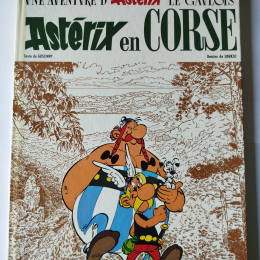 UNE AVENTURE D'Astérix LE GAULOIS
Astérix en CORSE
Texte de GOSCINNY Dessins de UDERZO